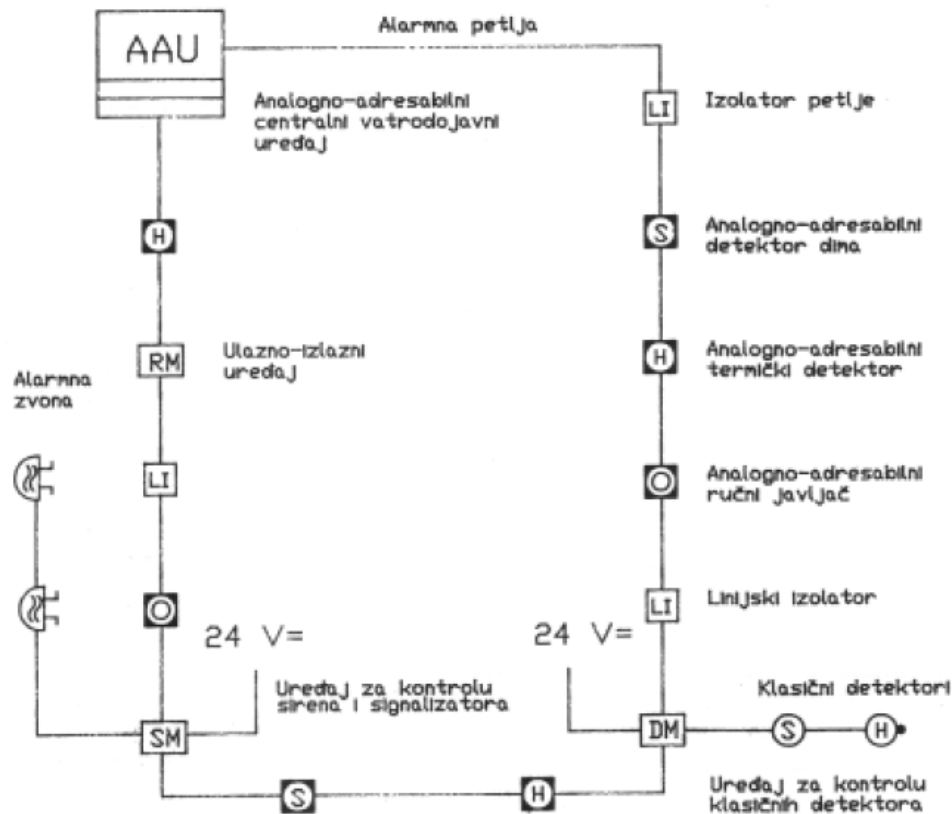 Alarmna petlja
AAU
Analogno-adresabilni
centralni vatrodojavni
uređaj
LI
Izolator petlje
H
S
Analogno-adresabilni
detektor dima
RM
Ulazno-izlazni
uređaj
H
Analogno-adresabilni
termički detektor
Alarmna
zvona
LI
Analogno-adresabilni
ručni javljač
LI
Linijski izolator
24 V=
24 V=
Uređaj za kontrolu
sirena i signalizatora
Klasični detektori
SM
DM
S
H
S
H
Uređaj za kontrolu
klasičnih detektora